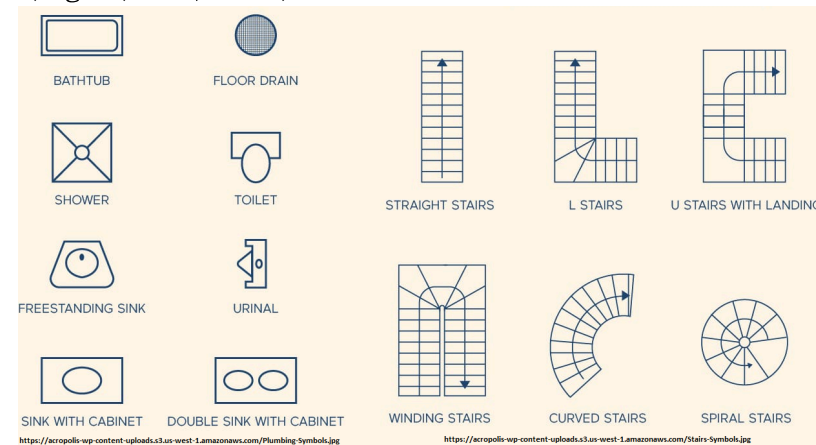 BATHTUB
FLOOR DRAIN
SHOWER
TOILET
FREESTANDING SINK
URINAL
SINK WITH CABINET
DOUBLE SINK WITH CABINET
https://acropolis-wp-content-uploads.s3.us-west-1.amazonaws.com/Plumbing-Symbols.jpg
STRAIGHT STAIRS
L STAIRS
U STAIRS WITH LANDING
WINDING STAIRS
CURVED STAIRS
SPIRAL STAIRS
https://acropolis-wp-content-uploads.s3.us-west-1.amazonaws.com/Stairs-Symbols.jpg